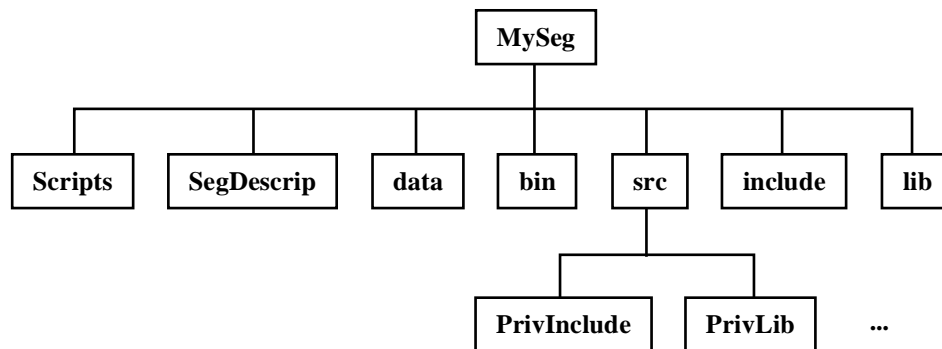 MySeg
Scripts SegDescrip data bin src include lib
PrivInclude PrivLib ...